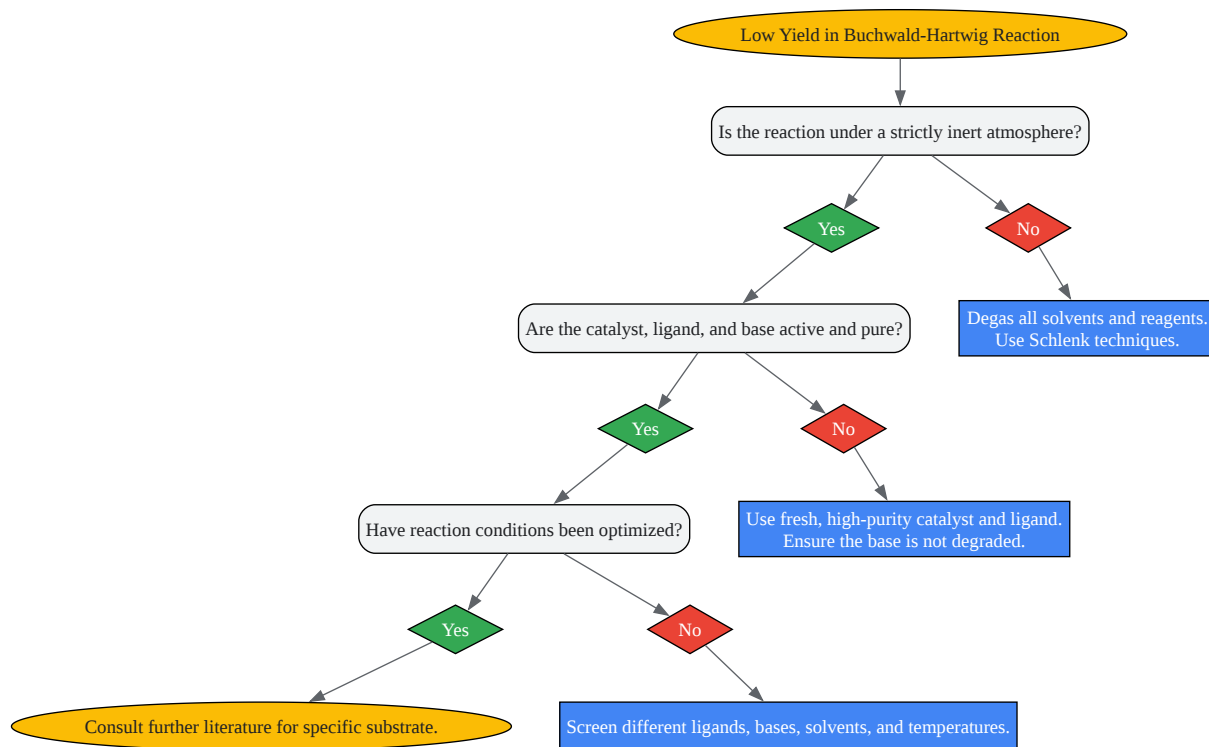 Low Yield in Buchwald-Hartwig Reaction
Is the reaction under a strictly inert atmosphere?
Yes
No
Degas all solvents and reagents.
Use Schlenk techniques.
Are the catalyst, ligand, and base active and pure?
Yes
No
Use fresh, high-purity catalyst and ligand.
Ensure the base is not degraded.
Have reaction conditions been optimized?
Yes
No
Consult further literature for specific substrate.
Screen different ligands, bases, solvents, and temperatures.